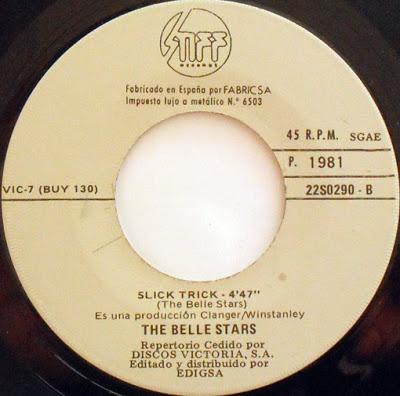 Stiff
records
Fabricado en España por FABRICSA
Impuesto lujo a metálico N.º 6503
45 R.P.M. SGAE
P. 1981
VIC-7 (BUY 130)
22S0290 - B
SLICK TRICK - 4'47"
(The Belle Stars)
Es una producción Clanger/Winstanley
THE BELLE STARS
Repertorio Cedido por
DISCOS VICTORIA, S.A.
Editado y distribuido por
EDIGSA